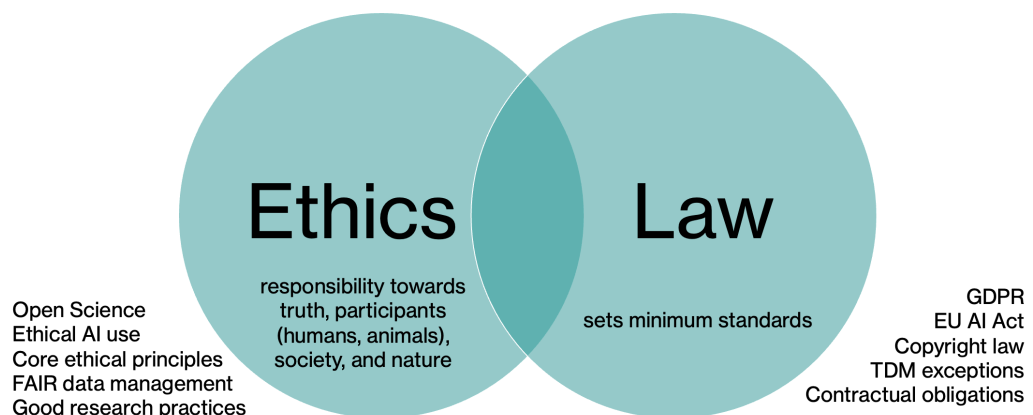 Ethics
responsibility towards
truth, participants
(humans, animals),
society, and nature
Law
sets minimum standards
Open Science
Ethical AI use
Core ethical principles
FAIR data management
Good research practices
GDPR
EU AI Act
Copyright law
TDM exceptions
Contractual obligations